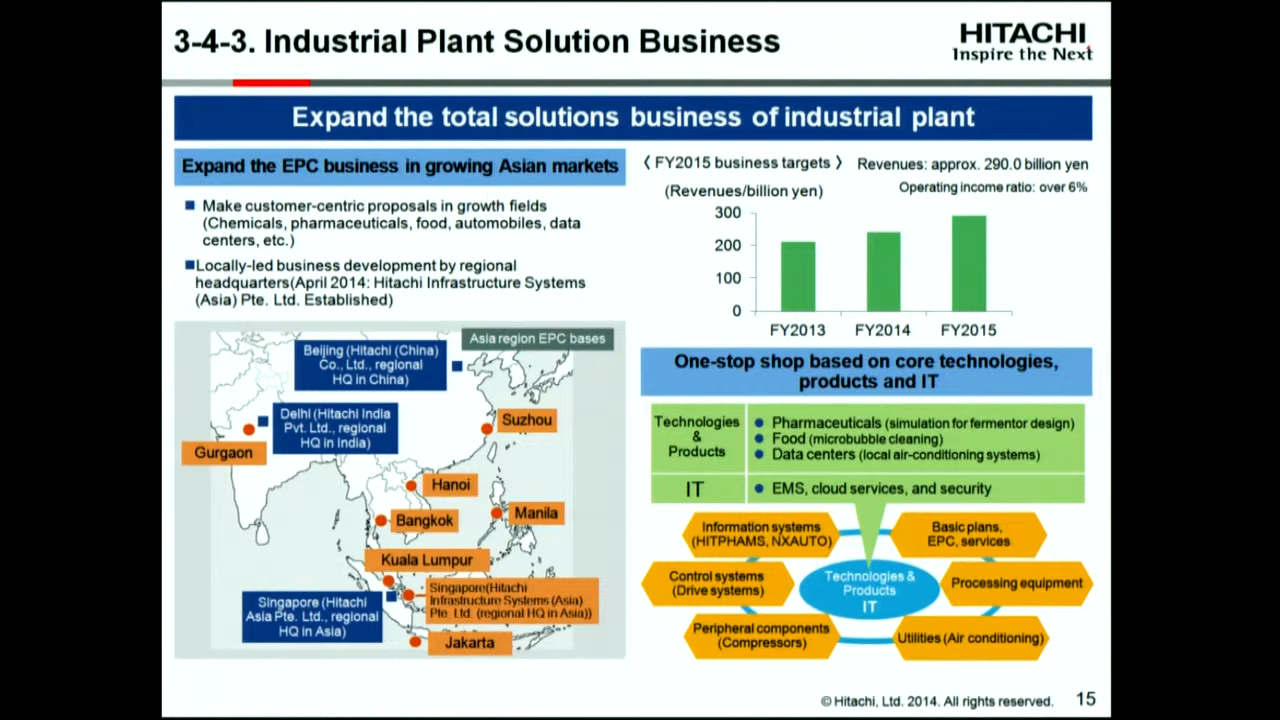 3-4-3. Industrial Plant Solution Business
HITACHI
Inspire the Next
Expand the total solutions business of industrial plant
Expand the EPC business in growing Asian markets
Make customer-centric proposals in growth fields
(Chemicals, pharmaceuticals, food, automobiles, data
centers, etc.)
Locally-led business development by regional
headquarters(April 2014: Hitachi Infrastructure Systems
(Asia) Pte. Ltd. Established)
Asia region EPC bases
Beijing (Hitachi (China)
Co., Ltd., regional
HQ in China)
Delhi (Hitachi India
Pvt. Ltd., regional
HQ in India)
Gurgaon
Suzhou
Hanoi
Bangkok
Manila
Kuala Lumpur
Singapore(Hitachi
Infrastructure Systems (Asia)
Pte. Ltd. (regional HQ in Asia))
Singapore (Hitachi
Asia Pte. Ltd., regional
HQ in Asia)
Jakarta
〈 FY2015 business targets 〉
Revenues: approx. 290.0 billion yen
(Revenues/billion yen)
Operating income ratio: over 6%
300
200
100
0
FY2013
FY2014
FY2015
One-stop shop based on core technologies,
products and IT
Technologies
&
Products
Pharmaceuticals (simulation for fermentor design)
Food (microbubble cleaning)
Data centers (local air-conditioning systems)
IT
EMS, cloud services, and security
Information systems
(HITPHAMS, NXAUTO)
Basic plans,
EPC, services
Control systems
(Drive systems)
Technologies &
Products
IT
Processing equipment
Peripheral components
(Compressors)
Utilities (Air conditioning)
© Hitachi, Ltd. 2014. All rights reserved.
15